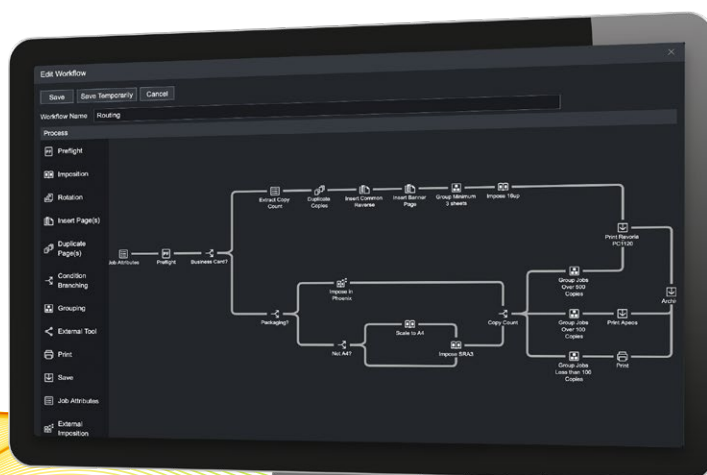 Edit Workflow
Save
Save Temporarily
Cancel
Workflow Name
Routing
Process
Preflight
Imposition
Rotation
Insert Page(s)
Duplicate
Page(s)
Condition
Branching
Grouping
External Tool
Print
Save
Job Attributes
External
Imposition
Job Attributes
Preflight
Business Card?
Extract Copy
Count
Duplicate
Copies
Insert Common
Reverse
Insert Banner
Page
Group Minimum
3 sheets
Impose 16up
Print Revoria
PC1120
Packaging?
Impose in
Phoenix
Not A4?
Scale to A4
Impose SRA3
Copy Count
Group Jobs
Over 500
Copies
Group Jobs
Over 100
Copies
Print Apeos
Group Jobs
Less than 100
Copies
Print